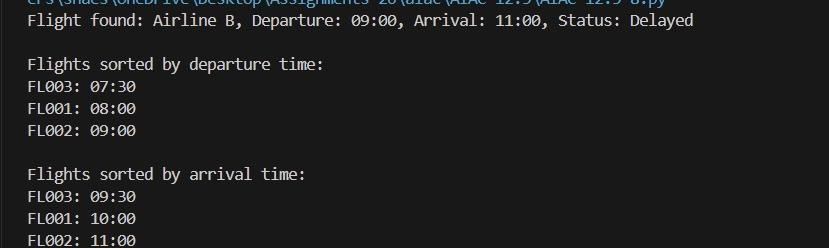 Flight found: Airline B, Departure: 09:00, Arrival: 11:00, Status: Delayed
Flights sorted by departure time:
FL003: 07:30
FL001: 08:00
FL002: 09:00
Flights sorted by arrival time:
FL003: 09:30
FL001: 10:00
FL002: 11:00